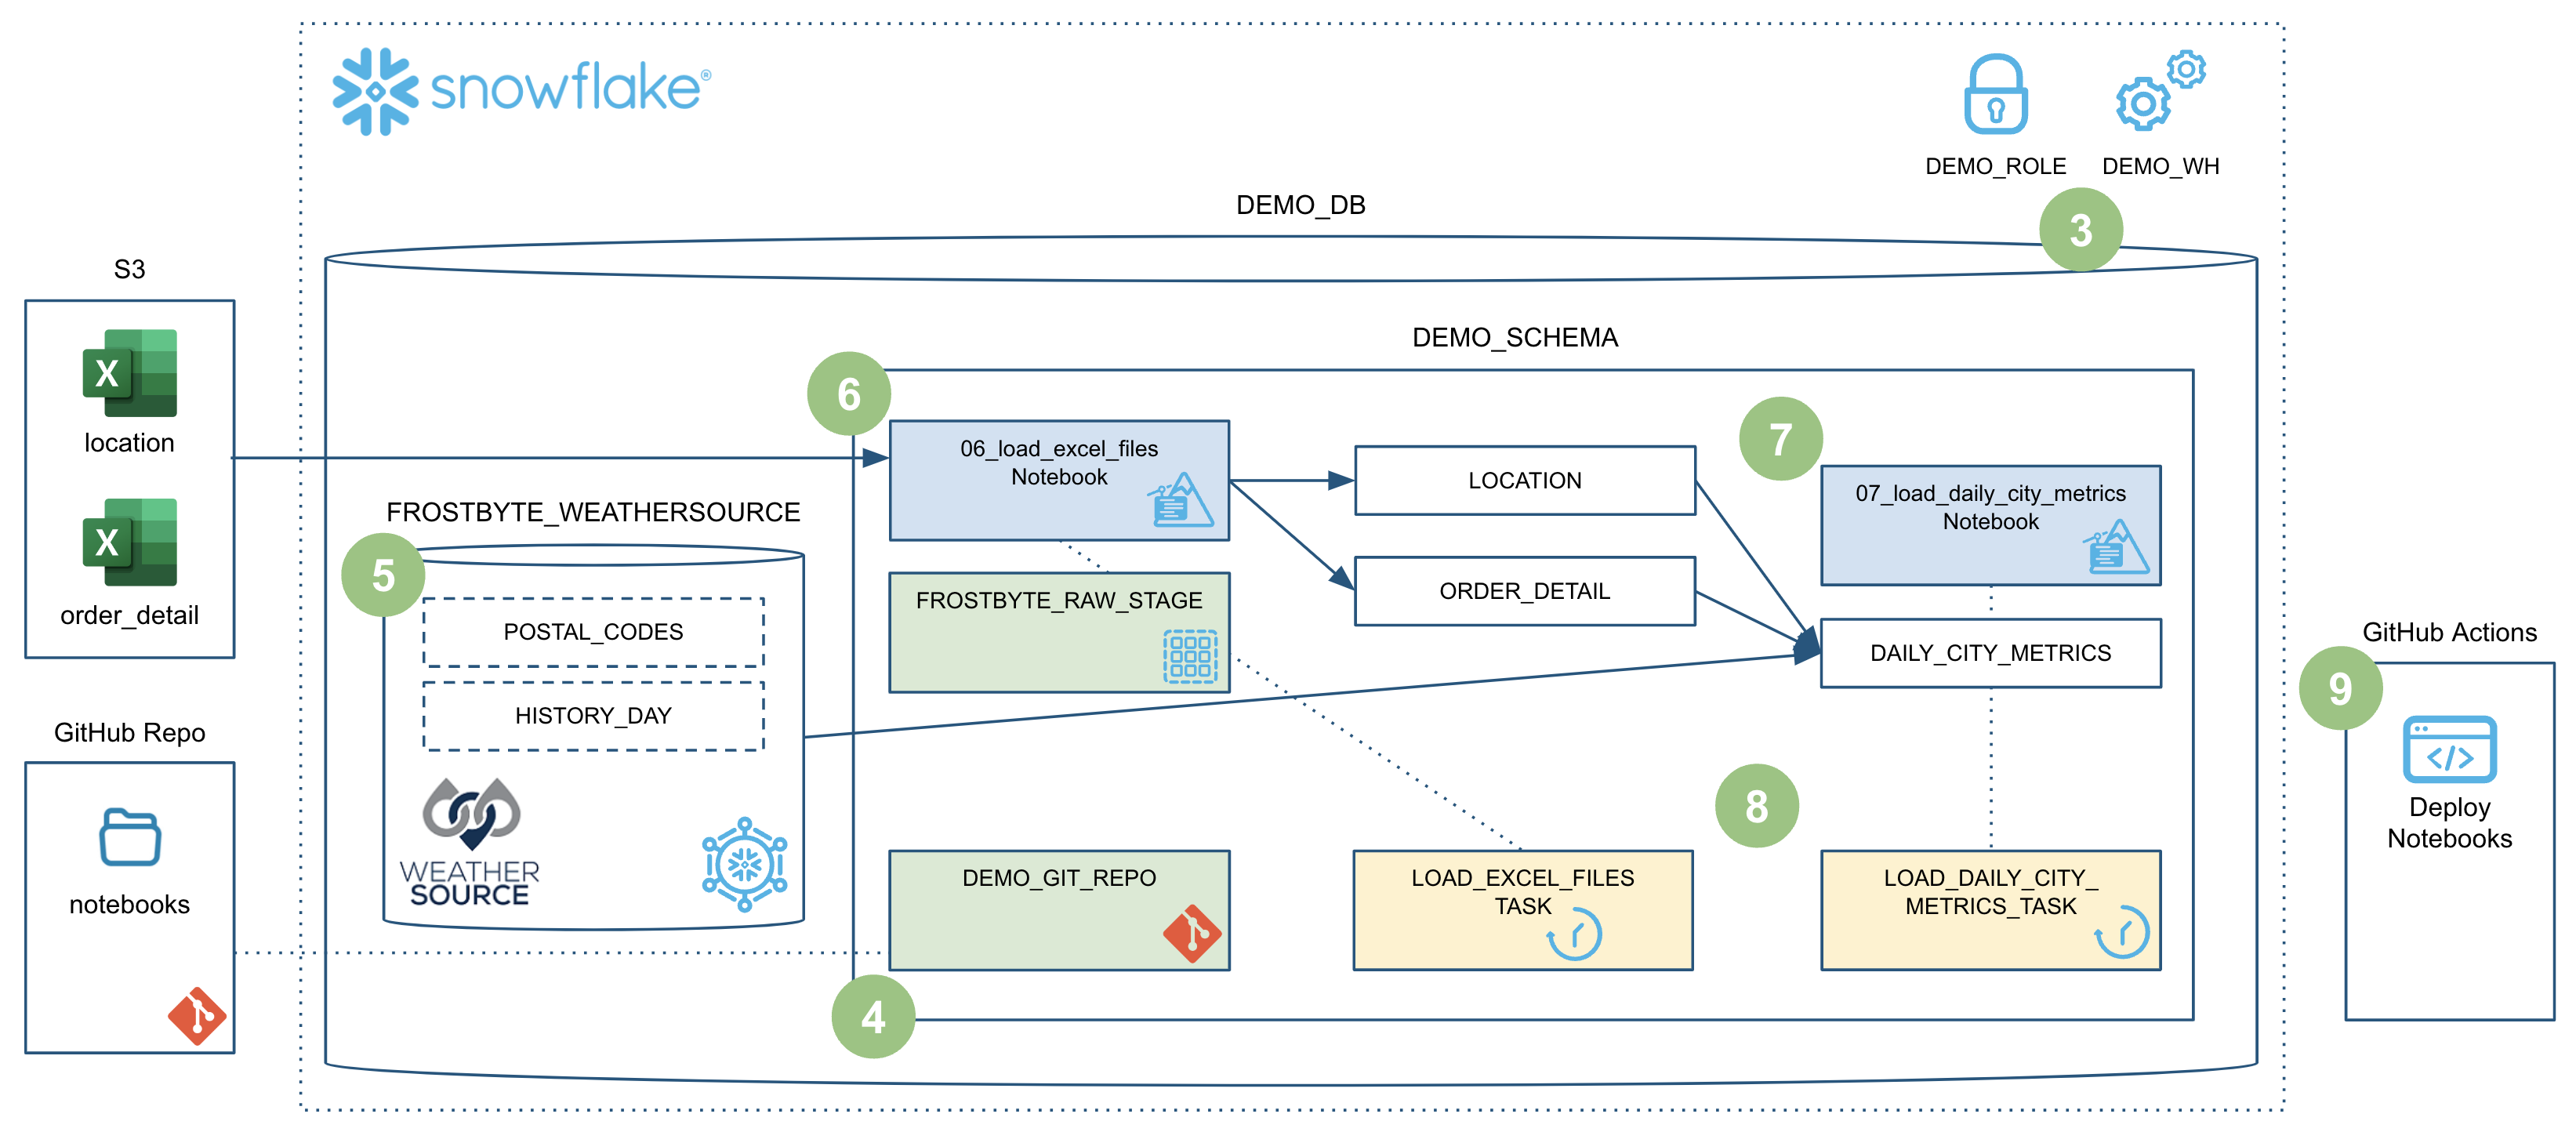 snowflake®
DEMO_ROLE
DEMO_WH
3
DEMO_DB
S3
X
location
X
order_detail
GitHub Repo
notebooks
FROSTBYTE_WEATHERSOURCE
5
POSTAL_CODES
HISTORY_DAY
WEATHER
SOURCE
DEMO_SCHEMA
6
06_load_excel_files
Notebook
FROSTBYTE_RAW_STAGE
LOCATION
ORDER_DETAIL
7
07_load_daily_city_metrics
Notebook
DAILY_CITY_METRICS
8
4
DEMO_GIT_REPO
LOAD_EXCEL_FILES
TASK
LOAD_DAILY_CITY_
METRICS_TASK
GitHub Actions
9
</>
Deploy
Notebooks